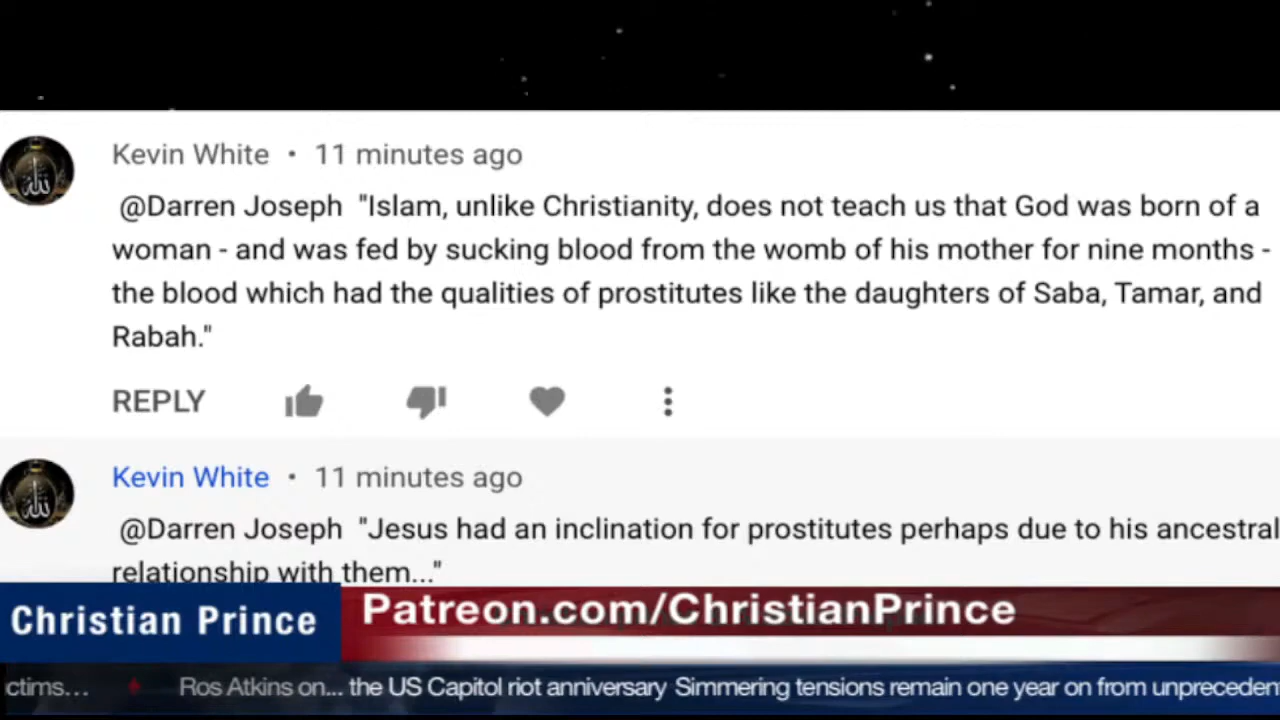 Kevin White • 11 minutes ago
@Darren Joseph "Islam, unlike Christianity, does not teach us that God was born of a
woman - and was fed by sucking blood from the womb of his mother for nine months -
the blood which had the qualities of prostitutes like the daughters of Saba, Tamar, and
Rabah."
REPLY
Kevin White • 11 minutes ago
@Darren Joseph "Jesus had an inclination for prostitutes perhaps due to his ancestral
relationship with them..."
Christian Prince
Patreon.com/ChristianPrince
ctims... ♦ Ros Atkins on... the US Capitol riot anniversary Simmering tensions remain one year on from unpreceden